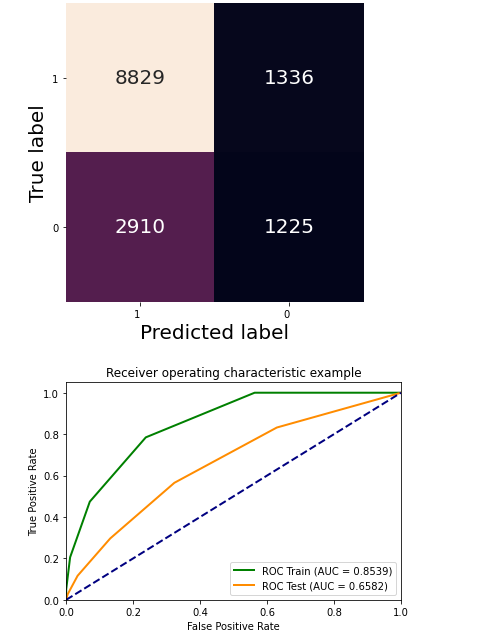 8829 1336
1
True label
2910 1225
0
1 0
Predicted label
Receiver operating characteristic example
1.0
0.8
0.6
0.4
0.2
0.0
True Positive Rate
ROC Train (AUC = 0.8539)
ROC Test (AUC = 0.6582)
0.0 0.2 0.4 0.6 0.8 1.0
False Positive Rate